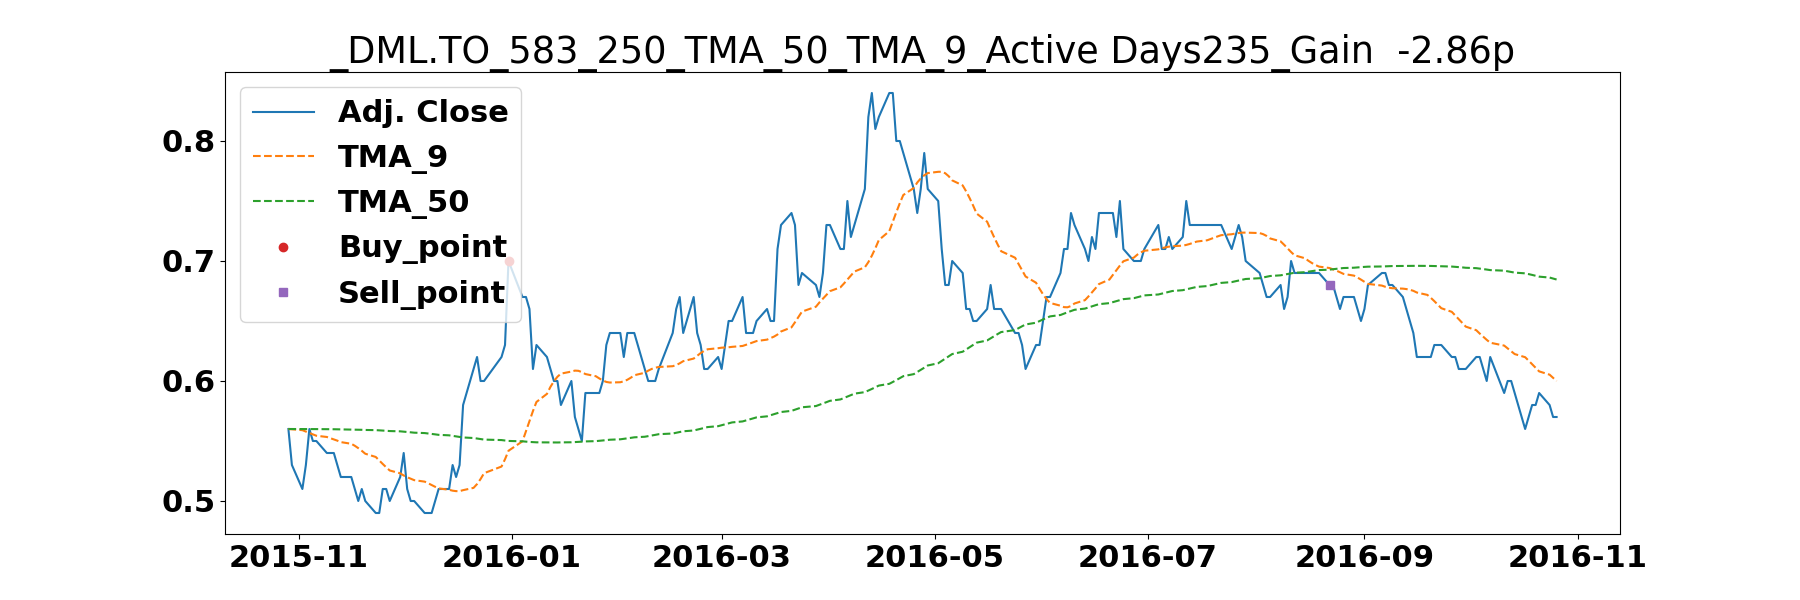 _DML.TO_583_250_TMA_50_TMA_9_Active Days235_Gain  -2.86p
Adj. Close
TMA_9
TMA_50
Buy_point
Sell_point
0.8
0.7
0.6
0.5
2015-11 2016-01 2016-03 2016-05 2016-07 2016-09 2016-11